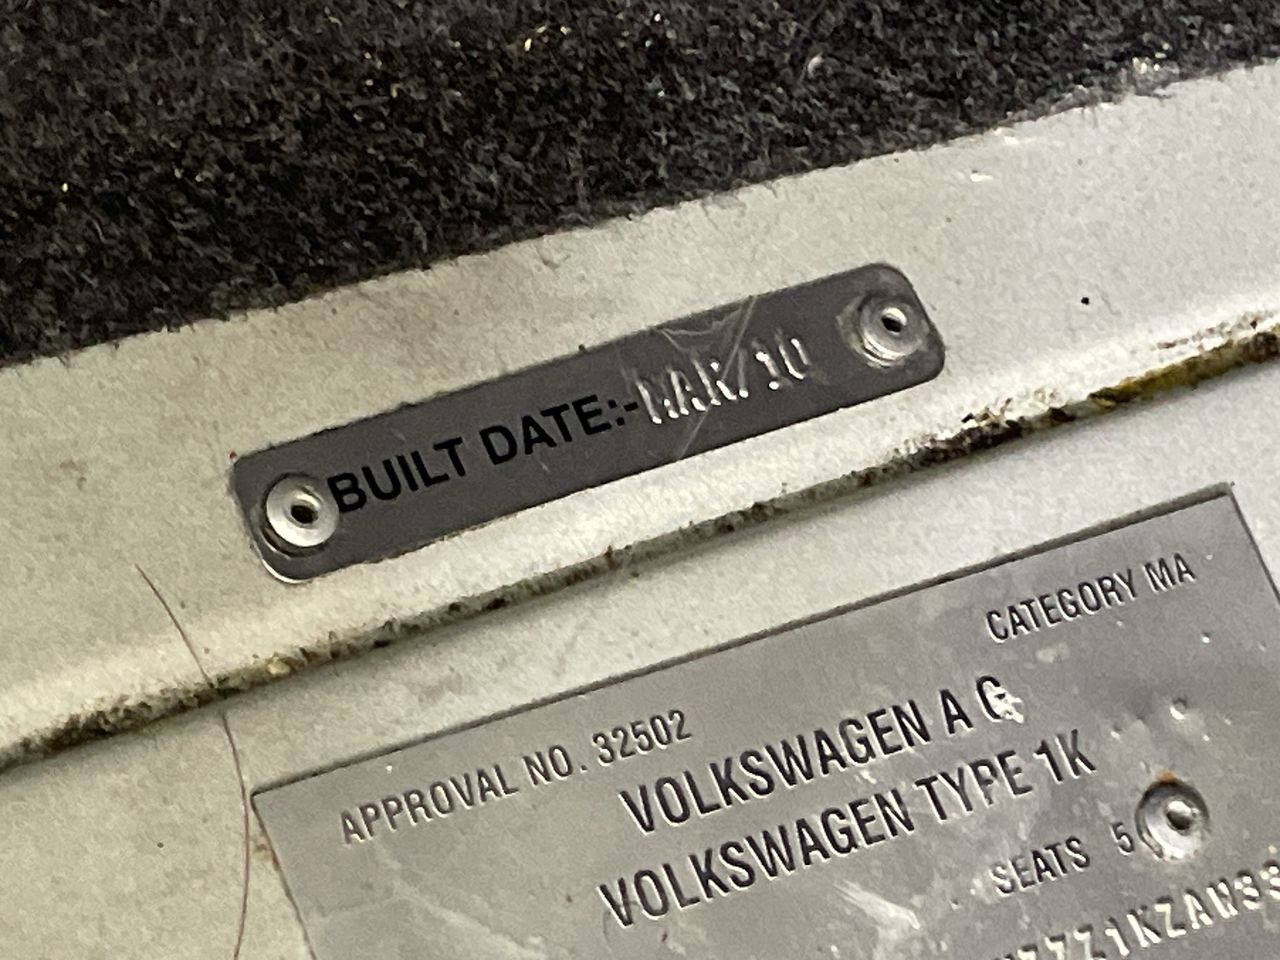 BUILT DATE:-MAR/10
CATEGORY MA
APPROVAL NO. 32502
VOLKSWAGEN A G
VOLKSWAGEN TYPE 1K
SEATS 5